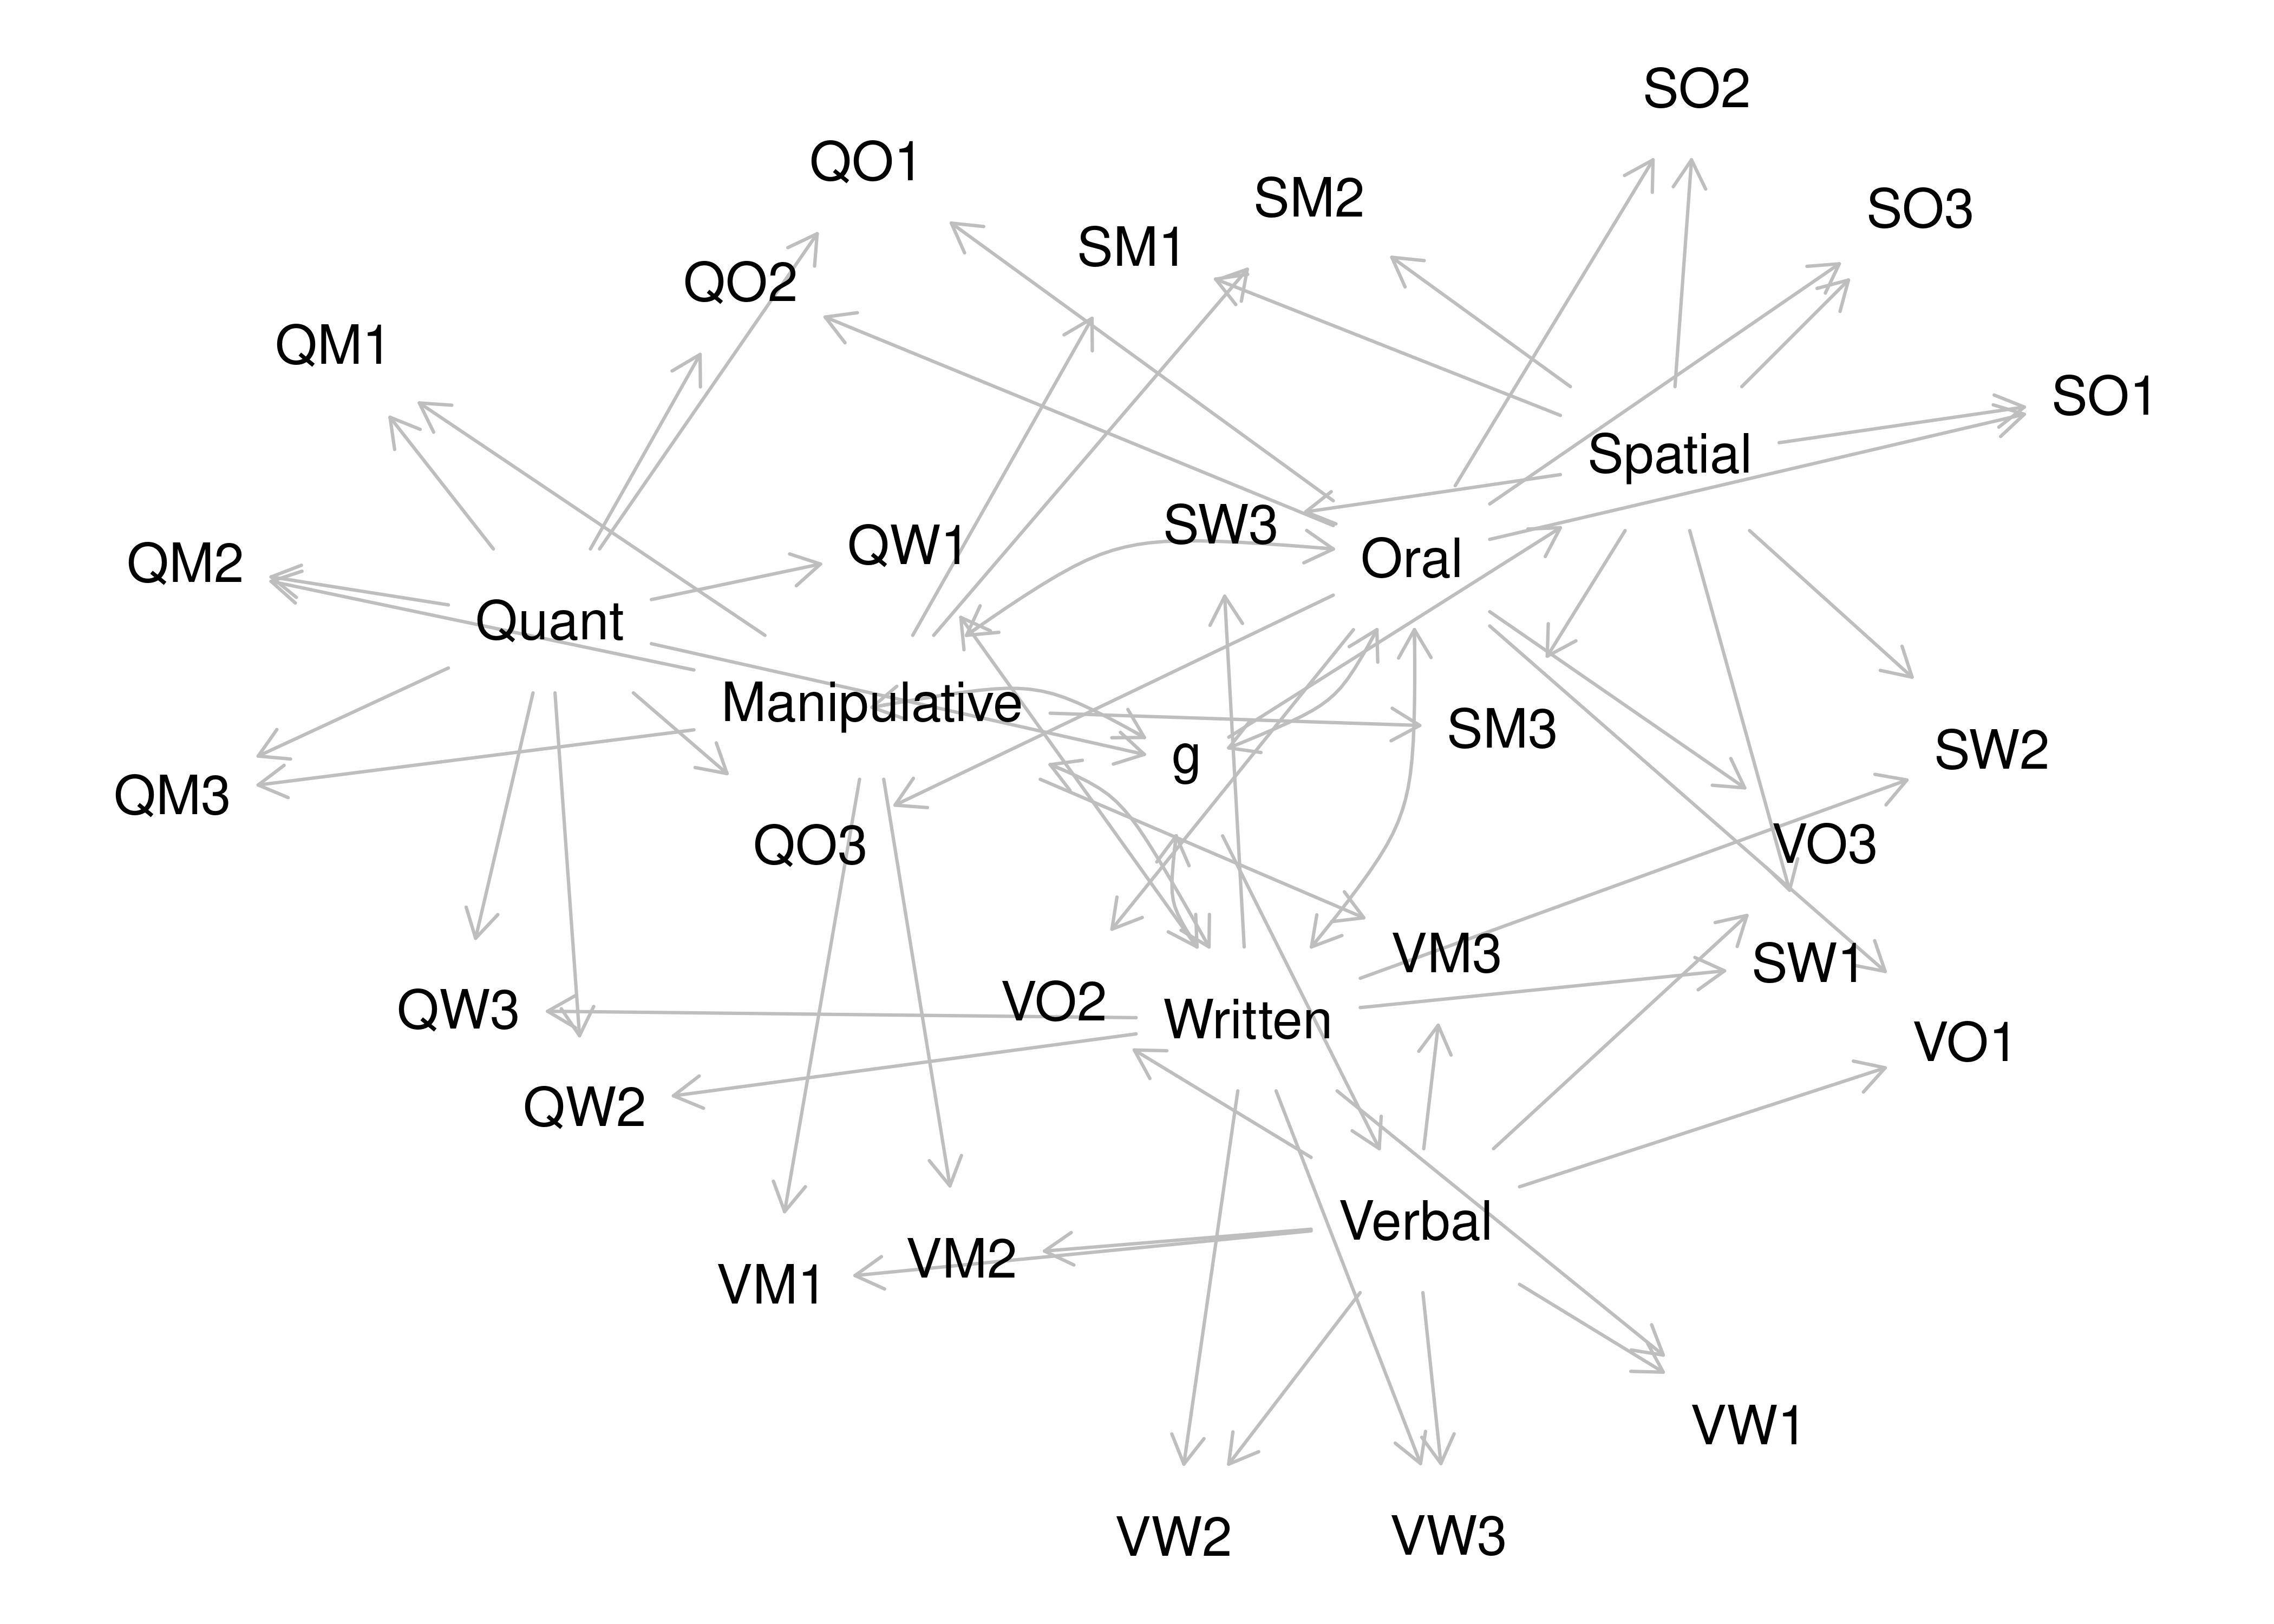 SO2
QO1
SM2
SO3
SM1
QO2
QM1
SO1
Spatial
SW3
QW1
Oral
QM2
Quant
Manipulative
SM3
SW2
g
QM3
QO3
VO3
VM3
SW1
VO2
QW3
Written
VO1
QW2
Verbal
VM2
VM1
VW1
VW2
VW3